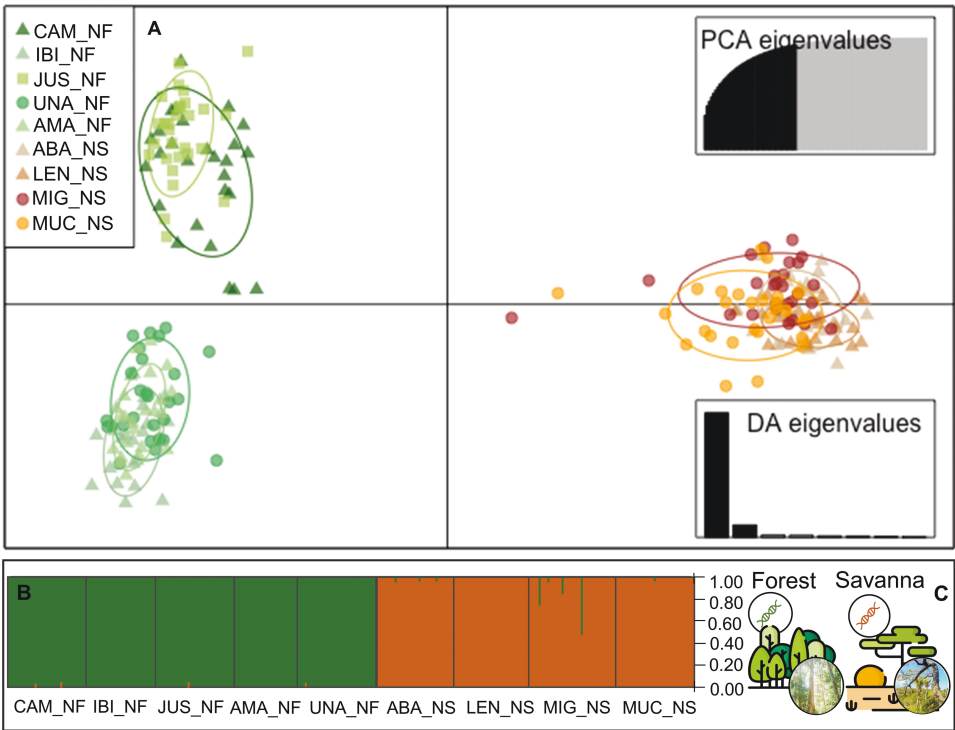 A
CAM_NF
IBI_NF
JUS_NF
UNA_NF
AMA_NF
ABA_NS
LEN_NS
MIG_NS
MUC_NS
PCA eigenvalues
DA eigenvalues
B
1.00
0.80
0.60
0.40
0.20
0.00
CAM_NF IBI_NF JUS_NF AMA_NF UNA_NF ABA_NS LEN_NS MIG_NS MUC_NS
Forest Savanna C